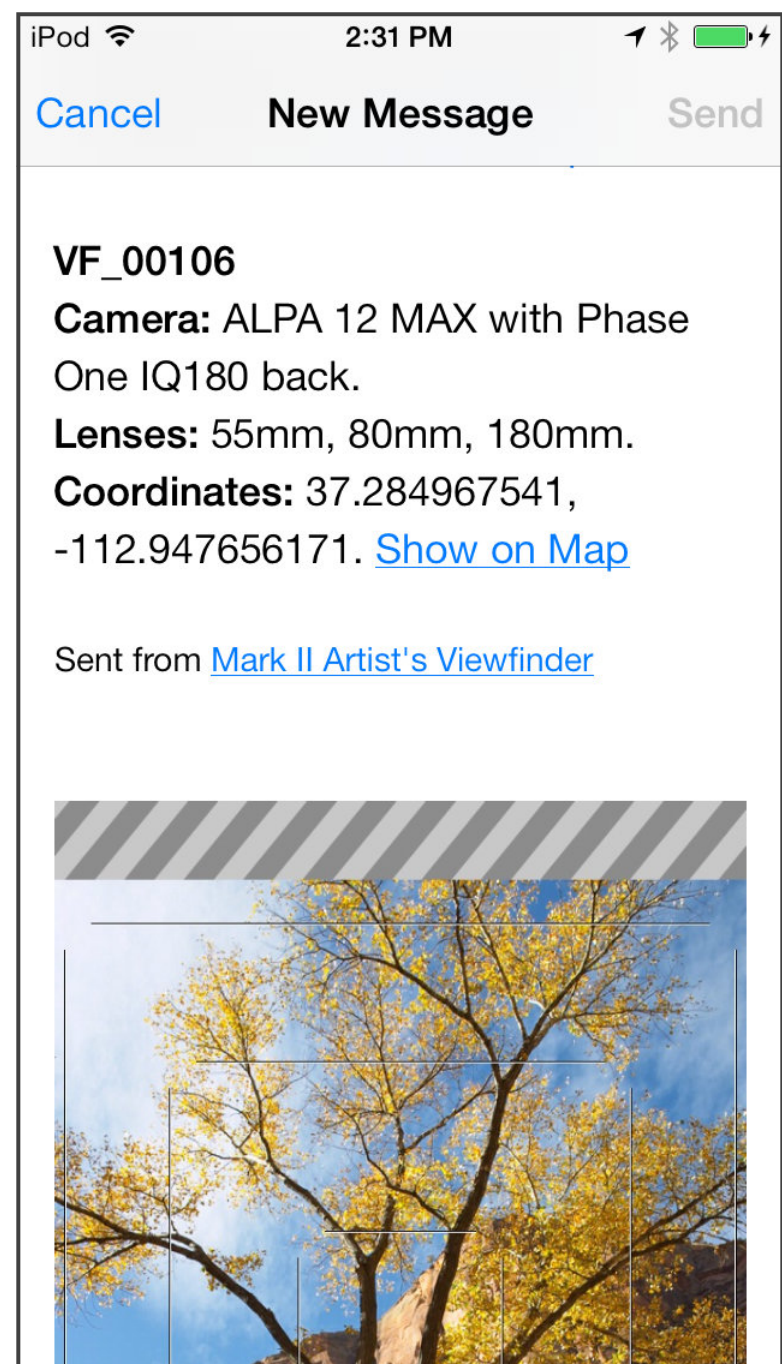 iPod 2:31 PM
Cancel New Message Send
VF_00106
Camera: ALPA 12 MAX with Phase
One IQ180 back.
Lenses: 55mm, 80mm, 180mm.
Coordinates: 37.284967541,
-112.947656171. Show on Map
Sent from Mark II Artist's Viewfinder